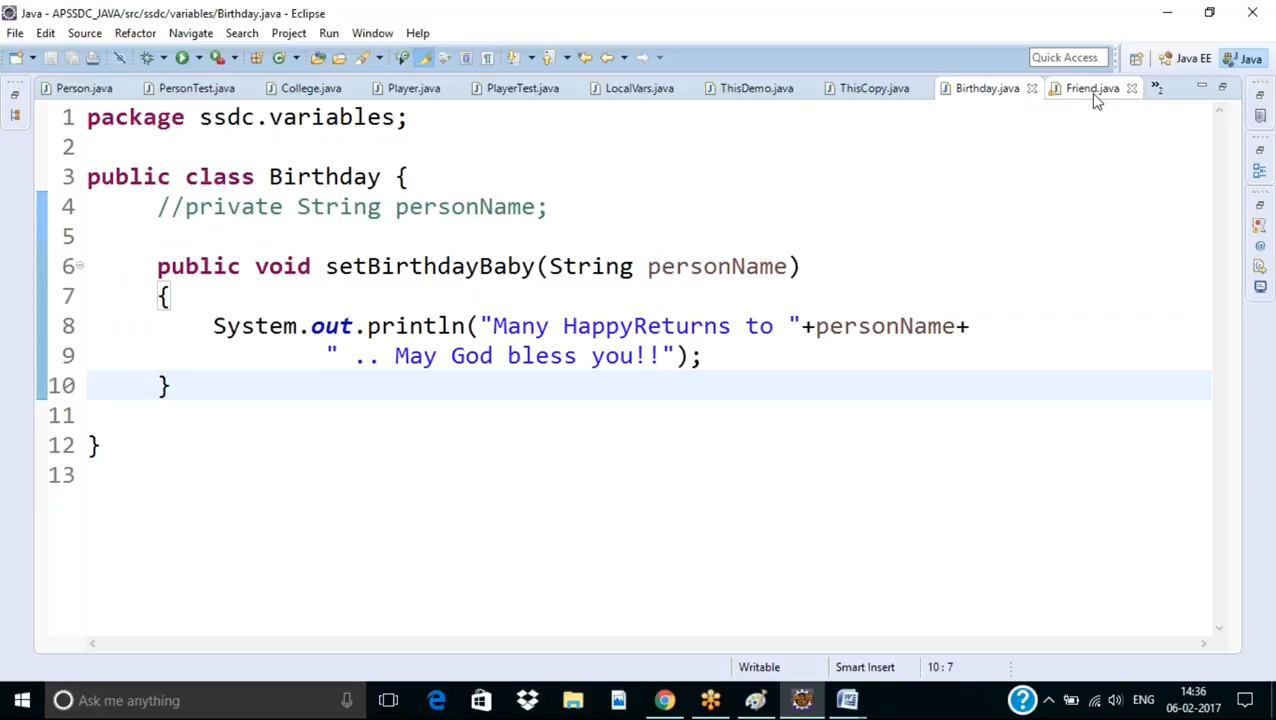 Java - APSSDC_JAVA/src/ssdc/variables/Birthday.java - Eclipse
File Edit Source Refactor Navigate Search Project Run Window Help
Quick Access Java EE Java
Person.java PersonTest.java College.java Player.java PlayerTest.java LocalVars.java ThisDemo.java ThisCopy.java Birthday.java Friend.java »2
1 package ssdc.variables;
2
3 public class Birthday {
4 //private String personName;
5
6 public void setBirthdayBaby(String personName)
7 {
8 System.out.println("Many HappyReturns to "+personName+
9 " .. May God bless you!!");
10 }
11
12 }
13
Writable Smart Insert 10 : 7
Ask me anything ENG 14:36
06-02-2017